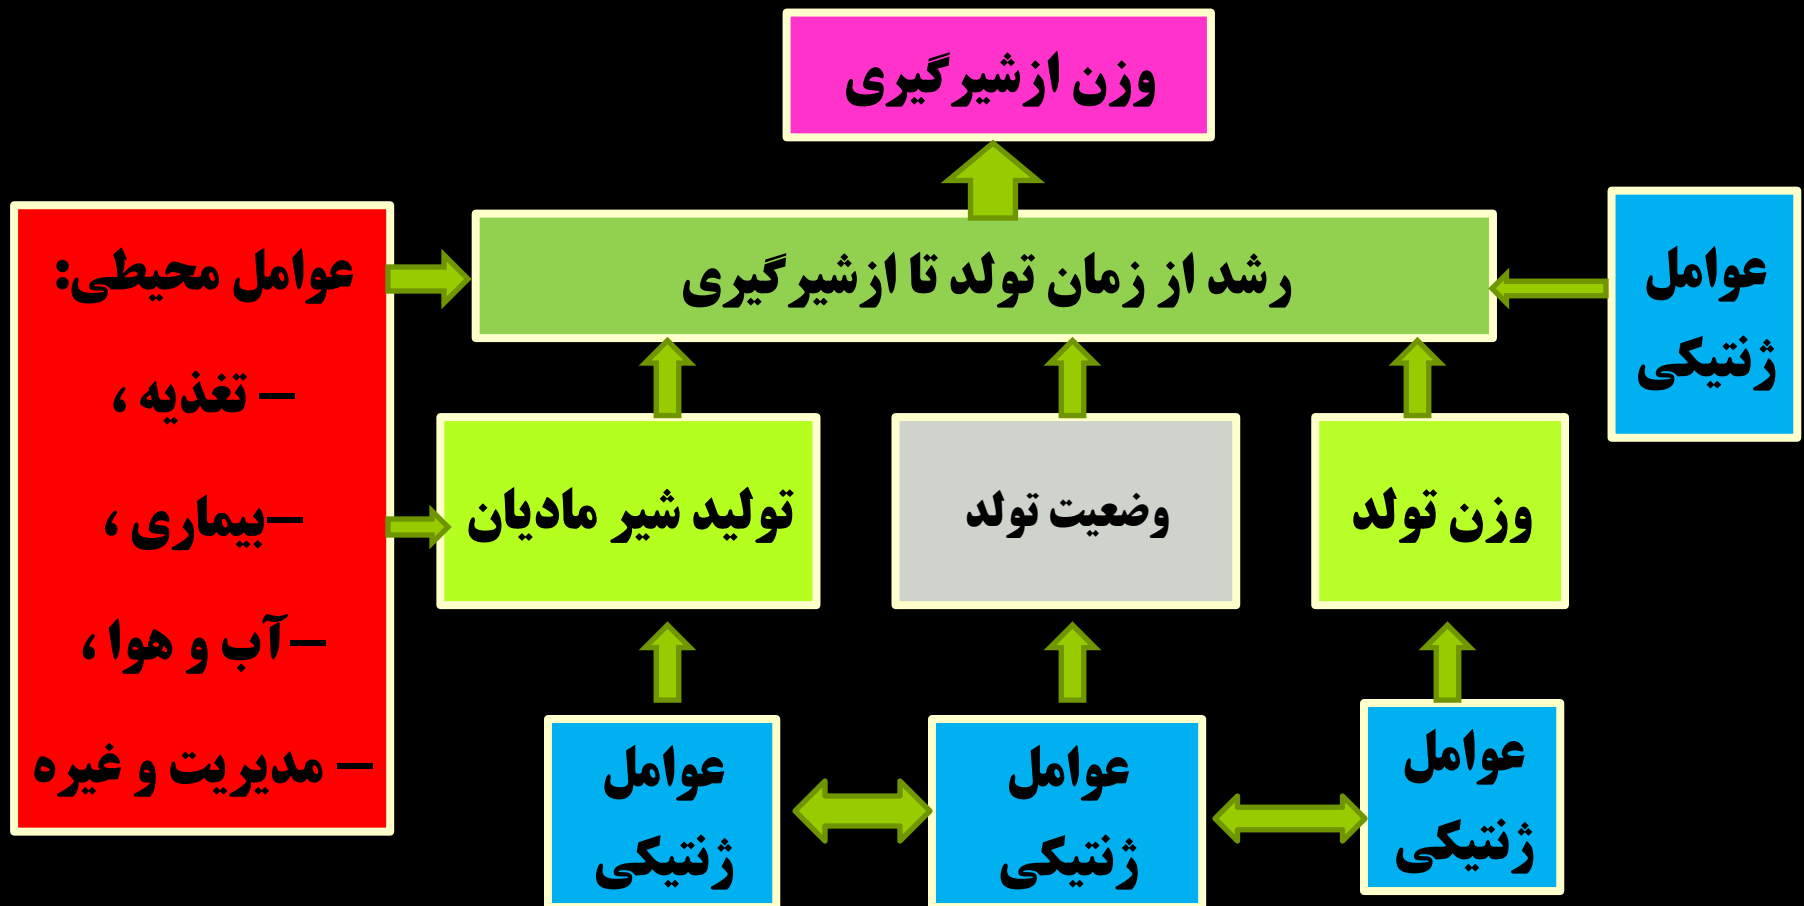 وزن ازشیرگیری
رشد از زمان تولد تا ازشیرگیری
عوامل
ژنتیکی
عوامل محیطی:
– تغذیه ،
–بیماری ،
–آب و هوا ،
– مدیریت و غیره
وزن تولد
وضعیت تولد
تولید شیر مادیان
عوامل
ژنتیکی
عوامل
ژنتیکی
عوامل
ژنتیکی